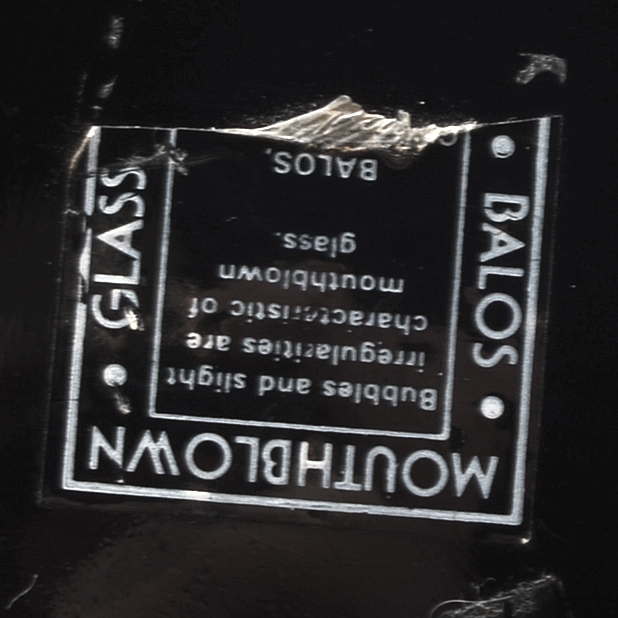 • BALOS •
MOUTHBLOWN
• GLASS
Bubbles and slight
irregularities are
characteristic of
mouthblown
glass.
BALOS,